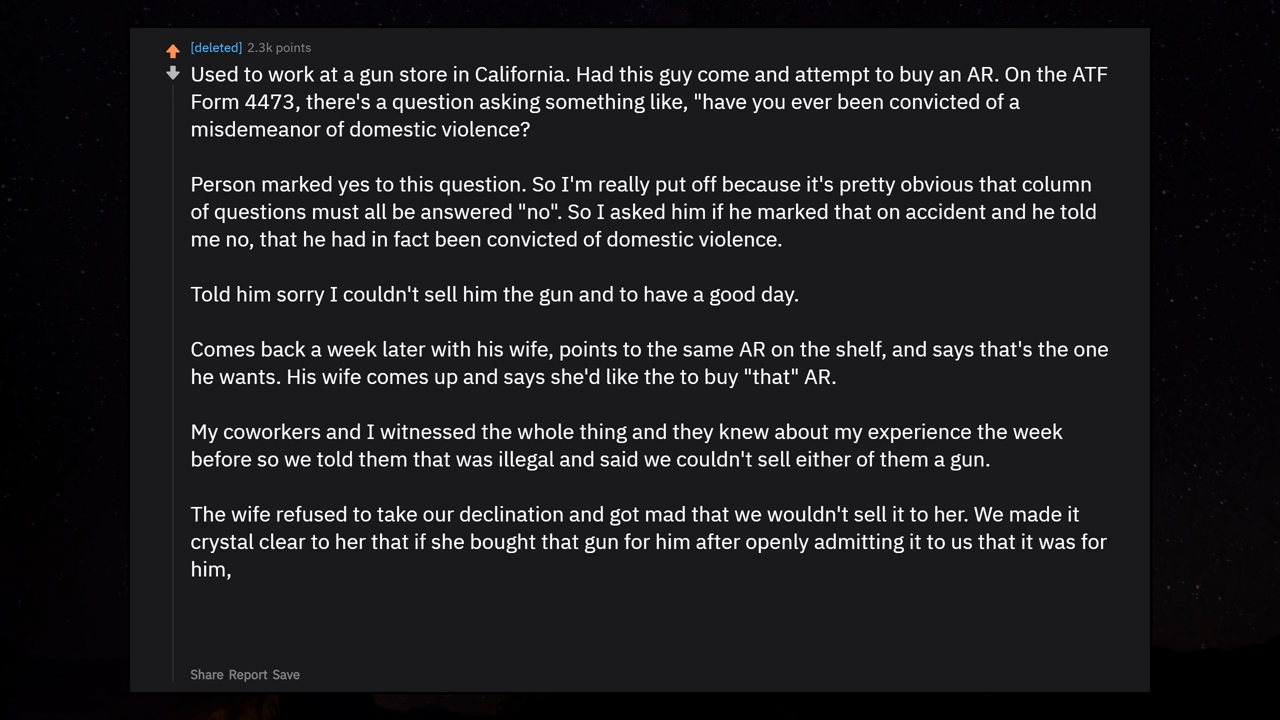 [deleted] 2.3k points
Used to work at a gun store in California. Had this guy come and attempt to buy an AR. On the ATF
Form 4473, there's a question asking something like, "have you ever been convicted of a
misdemeanor of domestic violence?
Person marked yes to this question. So I'm really put off because it's pretty obvious that column
of questions must all be answered "no". So I asked him if he marked that on accident and he told
me no, that he had in fact been convicted of domestic violence.
Told him sorry I couldn't sell him the gun and to have a good day.
Comes back a week later with his wife, points to the same AR on the shelf, and says that's the one
he wants. His wife comes up and says she'd like the to buy "that" AR.
My coworkers and I witnessed the whole thing and they knew about my experience the week
before so we told them that was illegal and said we couldn't sell either of them a gun.
The wife refused to take our declination and got mad that we wouldn't sell it to her. We made it
crystal clear to her that if she bought that gun for him after openly admitting it to us that it was for
him,
Share Report Save